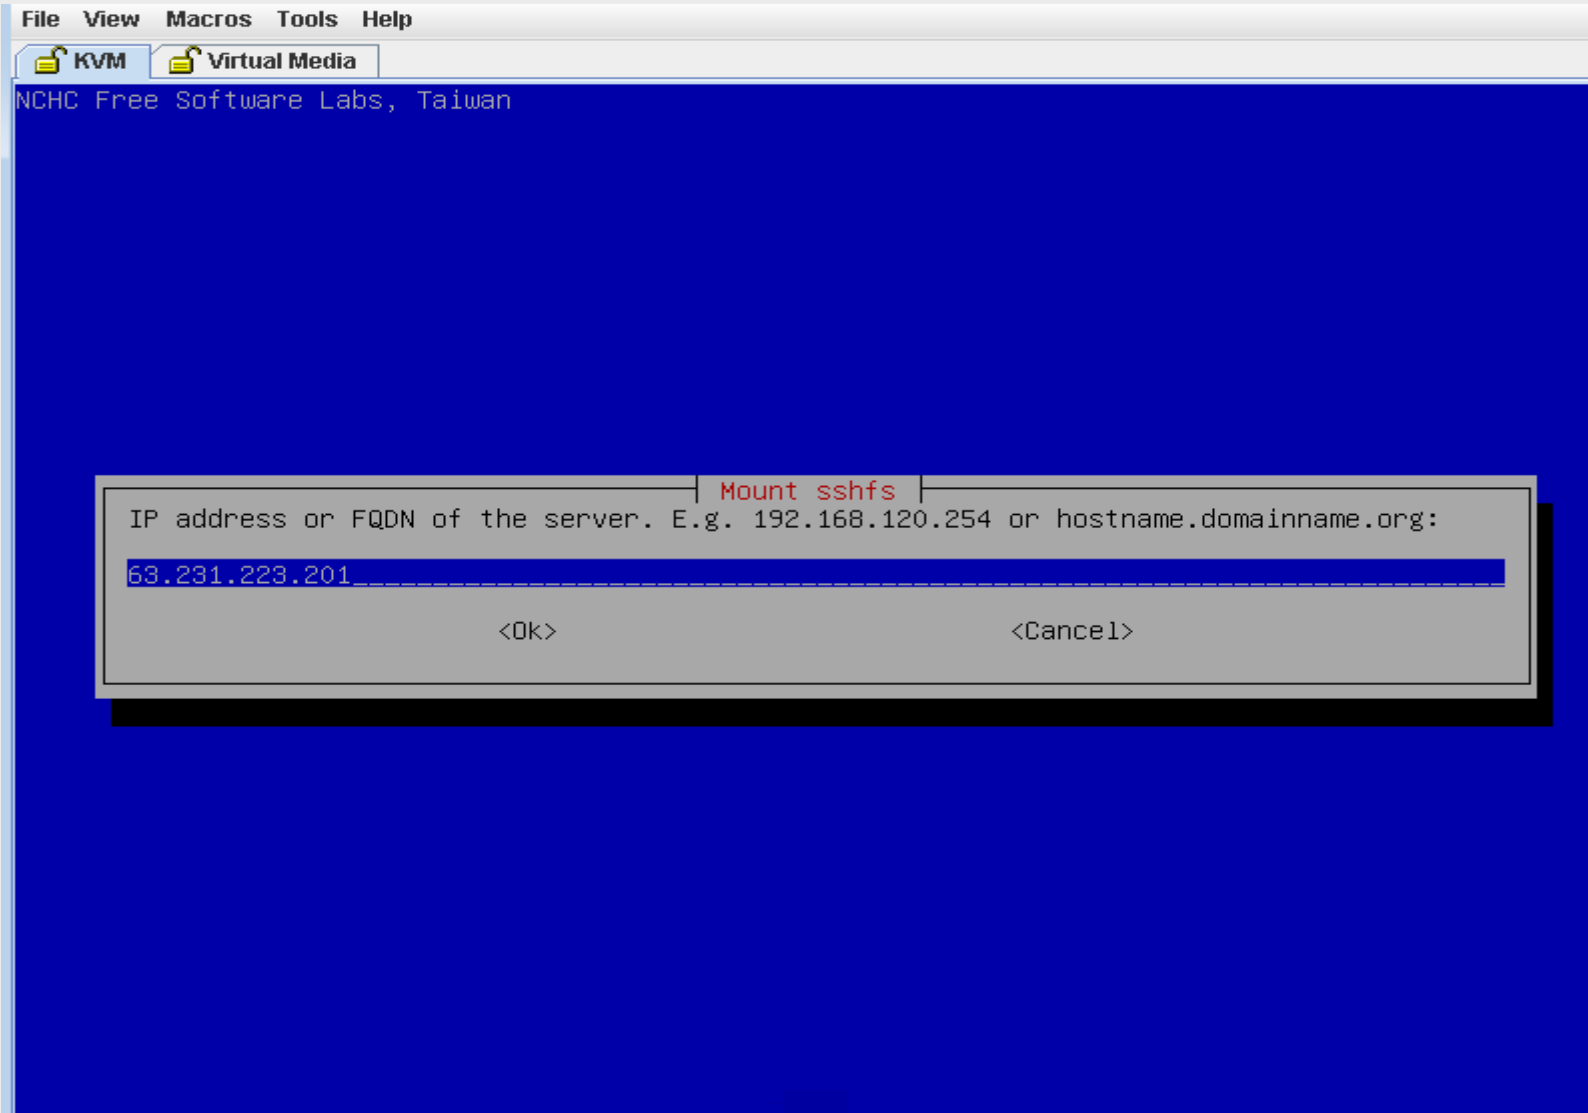 File View Macros Tools Help
KVM Virtual Media
NCHC Free Software Labs, Taiwan
Mount sshfs
IP address or FQDN of the server. E.g. 192.168.120.254 or hostname.domainname.org:
63.231.223.201
<Ok> <Cancel>